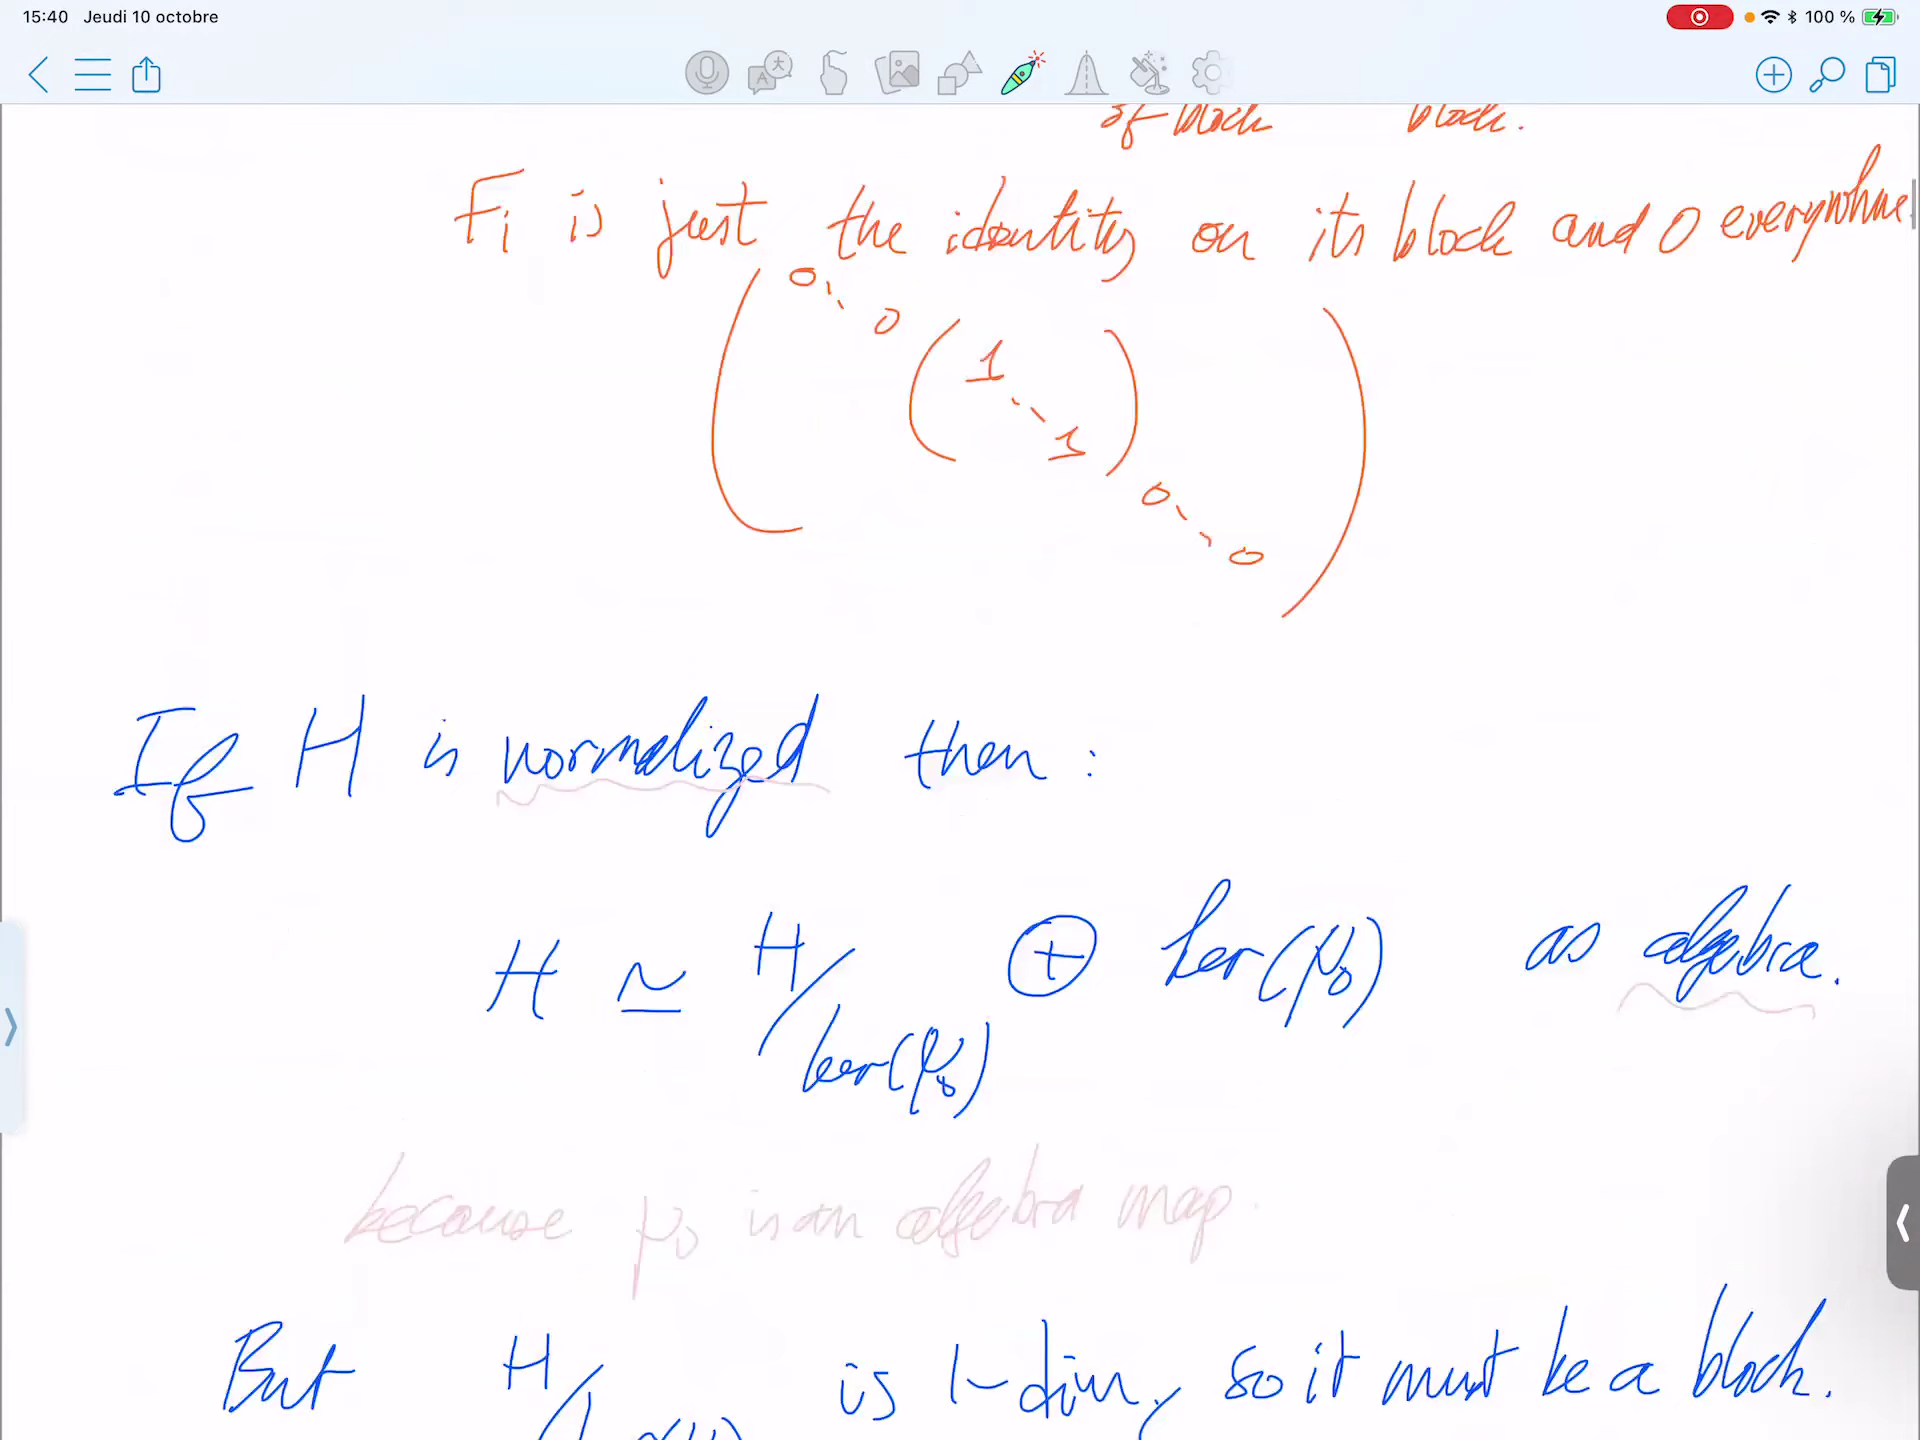 15:40 Jeudi 10 octobre 100 %
of block block.
Fi is just the identity on its block and 0 everywhere
0
0
1
1
0
0
If H is normalized then :
H ≃ H/ker(μ₀) ⊕ ker(μ₀) as algebra.
because μ₀ is an algebra map.
But H/ is 1-dim, so it must be a block.